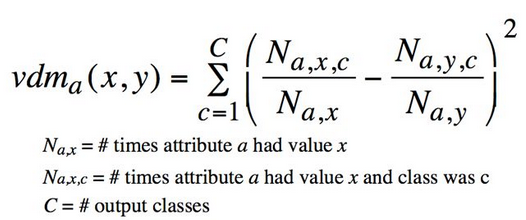 vdmₐ(x,y) = Σ_{c=1}^{C} (N_{a,x,c} / N_{a,x} − N_{a,y,c} / N_{a,y})²
N_{a,x} = # times attribute a had value x
N_{a,x,c} = # times attribute a had value x and class was c
C = # output classes